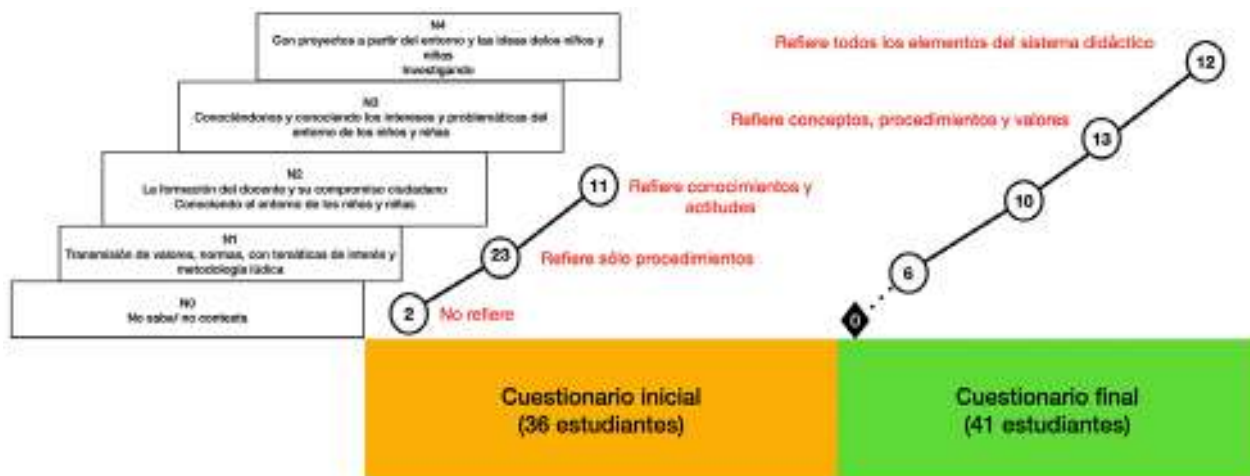 N4
Con proyectos a partir del entorno y las ideas delos niños y
niñas
Investigando
N3
Conociéndonos y conociendo los intereses y problemáticas del
entorno de los niños y niñas
N2
La formación del docente y su compromiso ciudadano
Conociendo el entorno de los niños y niñas
N1
Transmisión de valores, normas, con temáticas de interés y
metodología lúdica
N0
No sabe/ no contesta
2
No refiere
23
Refiere sólo procedimientos
11
Refiere conocimientos y
actitudes
Refiere todos los elementos del sistema didáctico
12
Refiere conceptos, procedimientos y valores
13
10
6
0
Cuestionario inicial
(36 estudiantes)
Cuestionario final
(41 estudiantes)